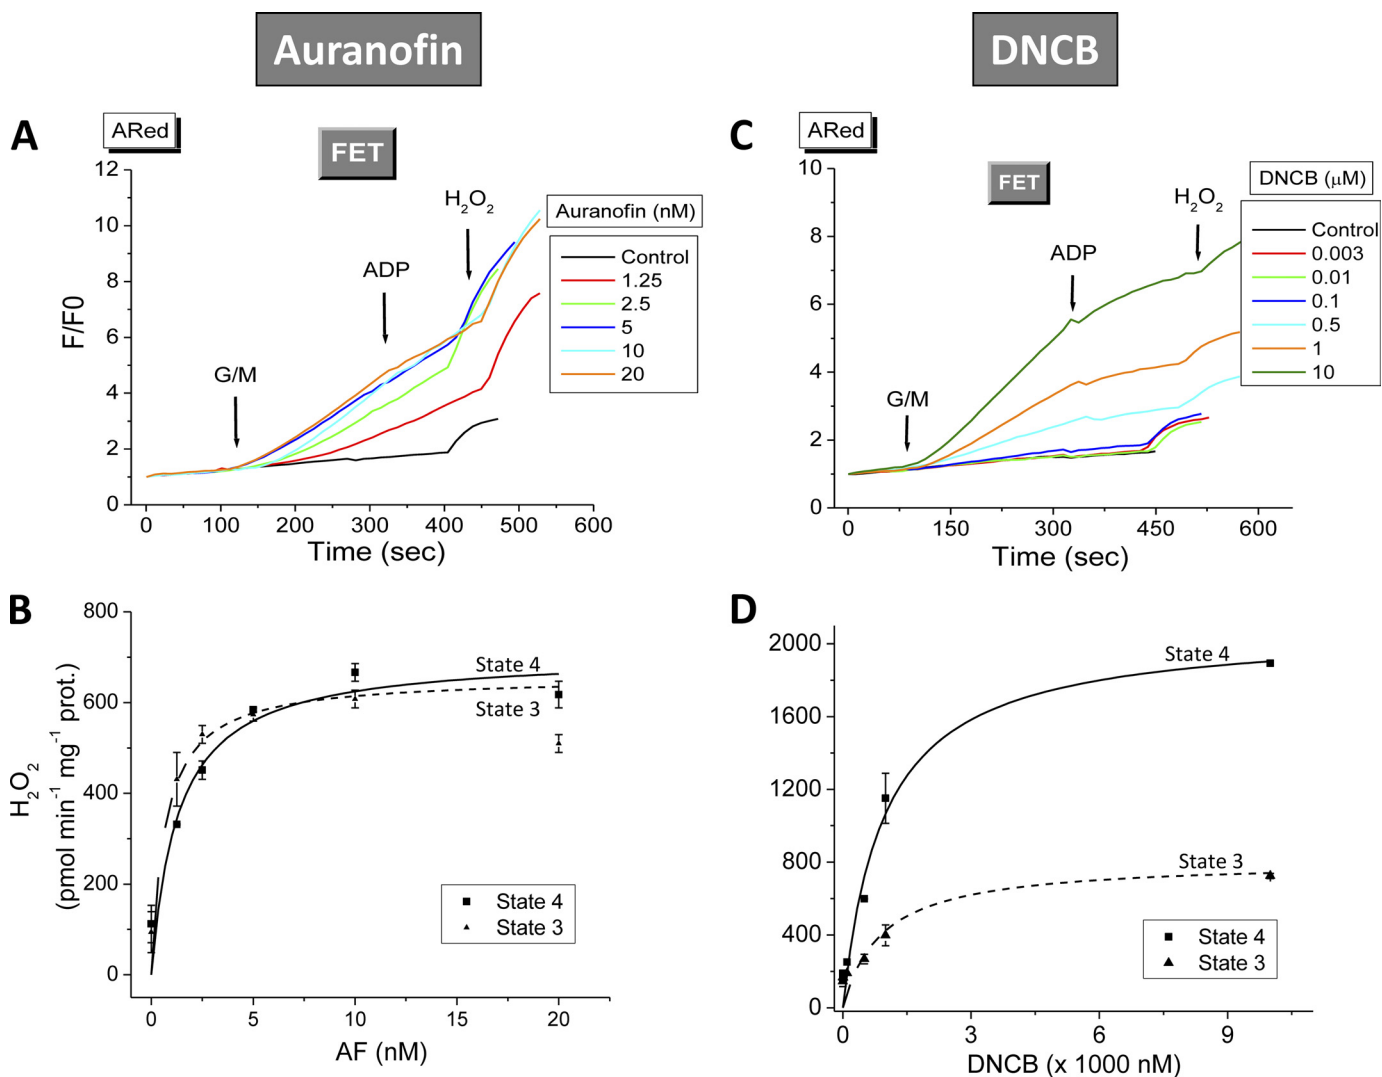 Auranofin
DNCB
A
ARed
FET
12
10
8
6
4
2
0
F/F0
G/M
ADP
H₂O₂
Auranofin (nM)
Control
1.25
2.5
5
10
20
0
100
200
300
400
500
600
Time (sec)
C
ARed
FET
10
8
6
4
2
0
G/M
ADP
H₂O₂
DNCB (μM)
Control
0.003
0.01
0.1
0.5
1
10
0
150
300
450
600
Time (sec)
B
800
600
400
200
0
H₂O₂
(pmol min⁻¹ mg⁻¹ prot.)
State 4
State 3
State 4
State 3
0
5
10
15
20
AF (nM)
D
2000
1600
1200
800
400
0
State 4
State 3
State 4
State 3
0
3
6
9
DNCB (x 1000 nM)